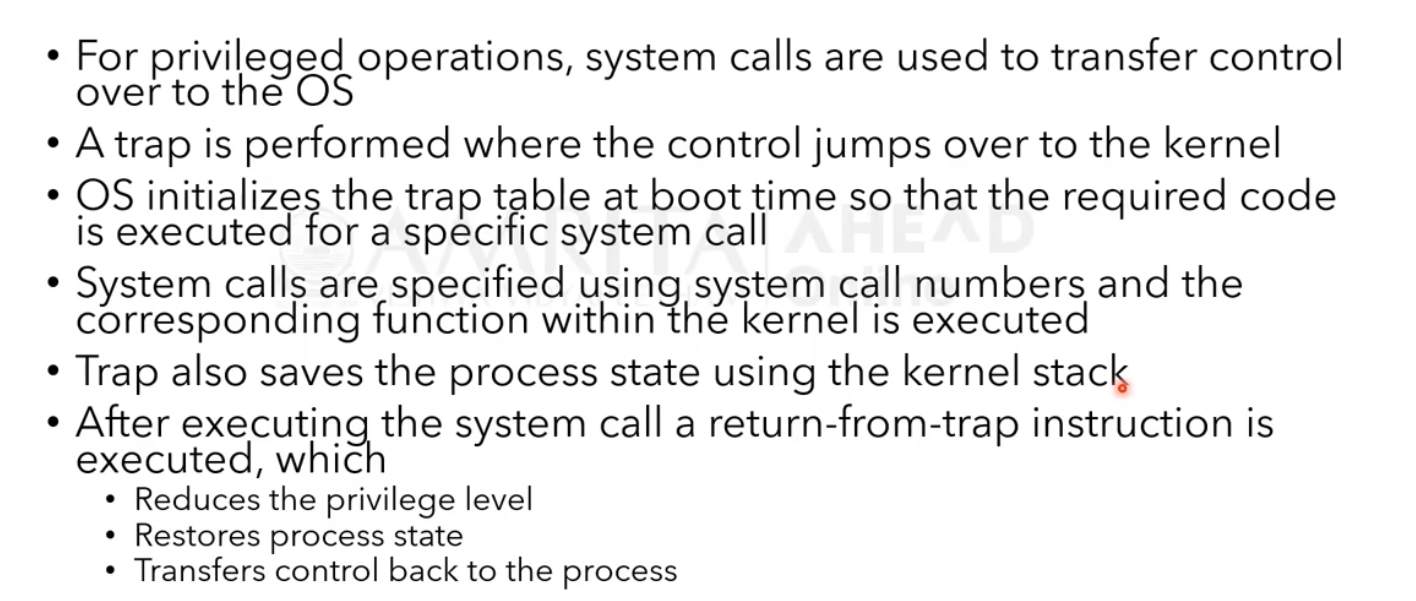 • For privileged operations, system calls are used to transfer control
over to the OS
• A trap is performed where the control jumps over to the kernel
• OS initializes the trap table at boot time so that the required code
is executed for a specific system call
• System calls are specified using system call numbers and the
corresponding function within the kernel is executed
• Trap also saves the process state using the kernel stack
• After executing the system call a return-from-trap instruction is
executed, which
• Reduces the privilege level
• Restores process state
• Transfers control back to the process
AMRITA AHEAD
Online